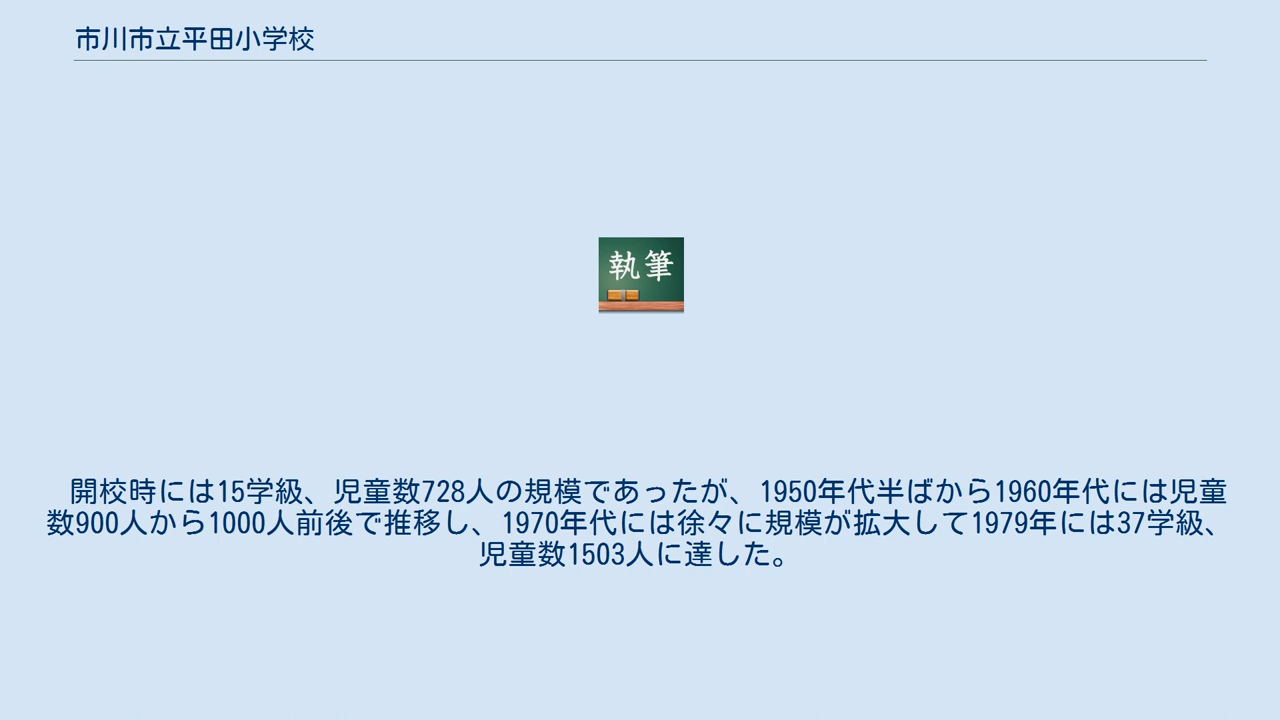 市川市立平田小学校
執筆
開校時には15学級、児童数728人の規模であったが、1950年代半ばから1960年代には児童
数900人から1000人前後で推移し、1970年代には徐々に規模が拡大して1979年には37学級、
児童数1503人に達した。